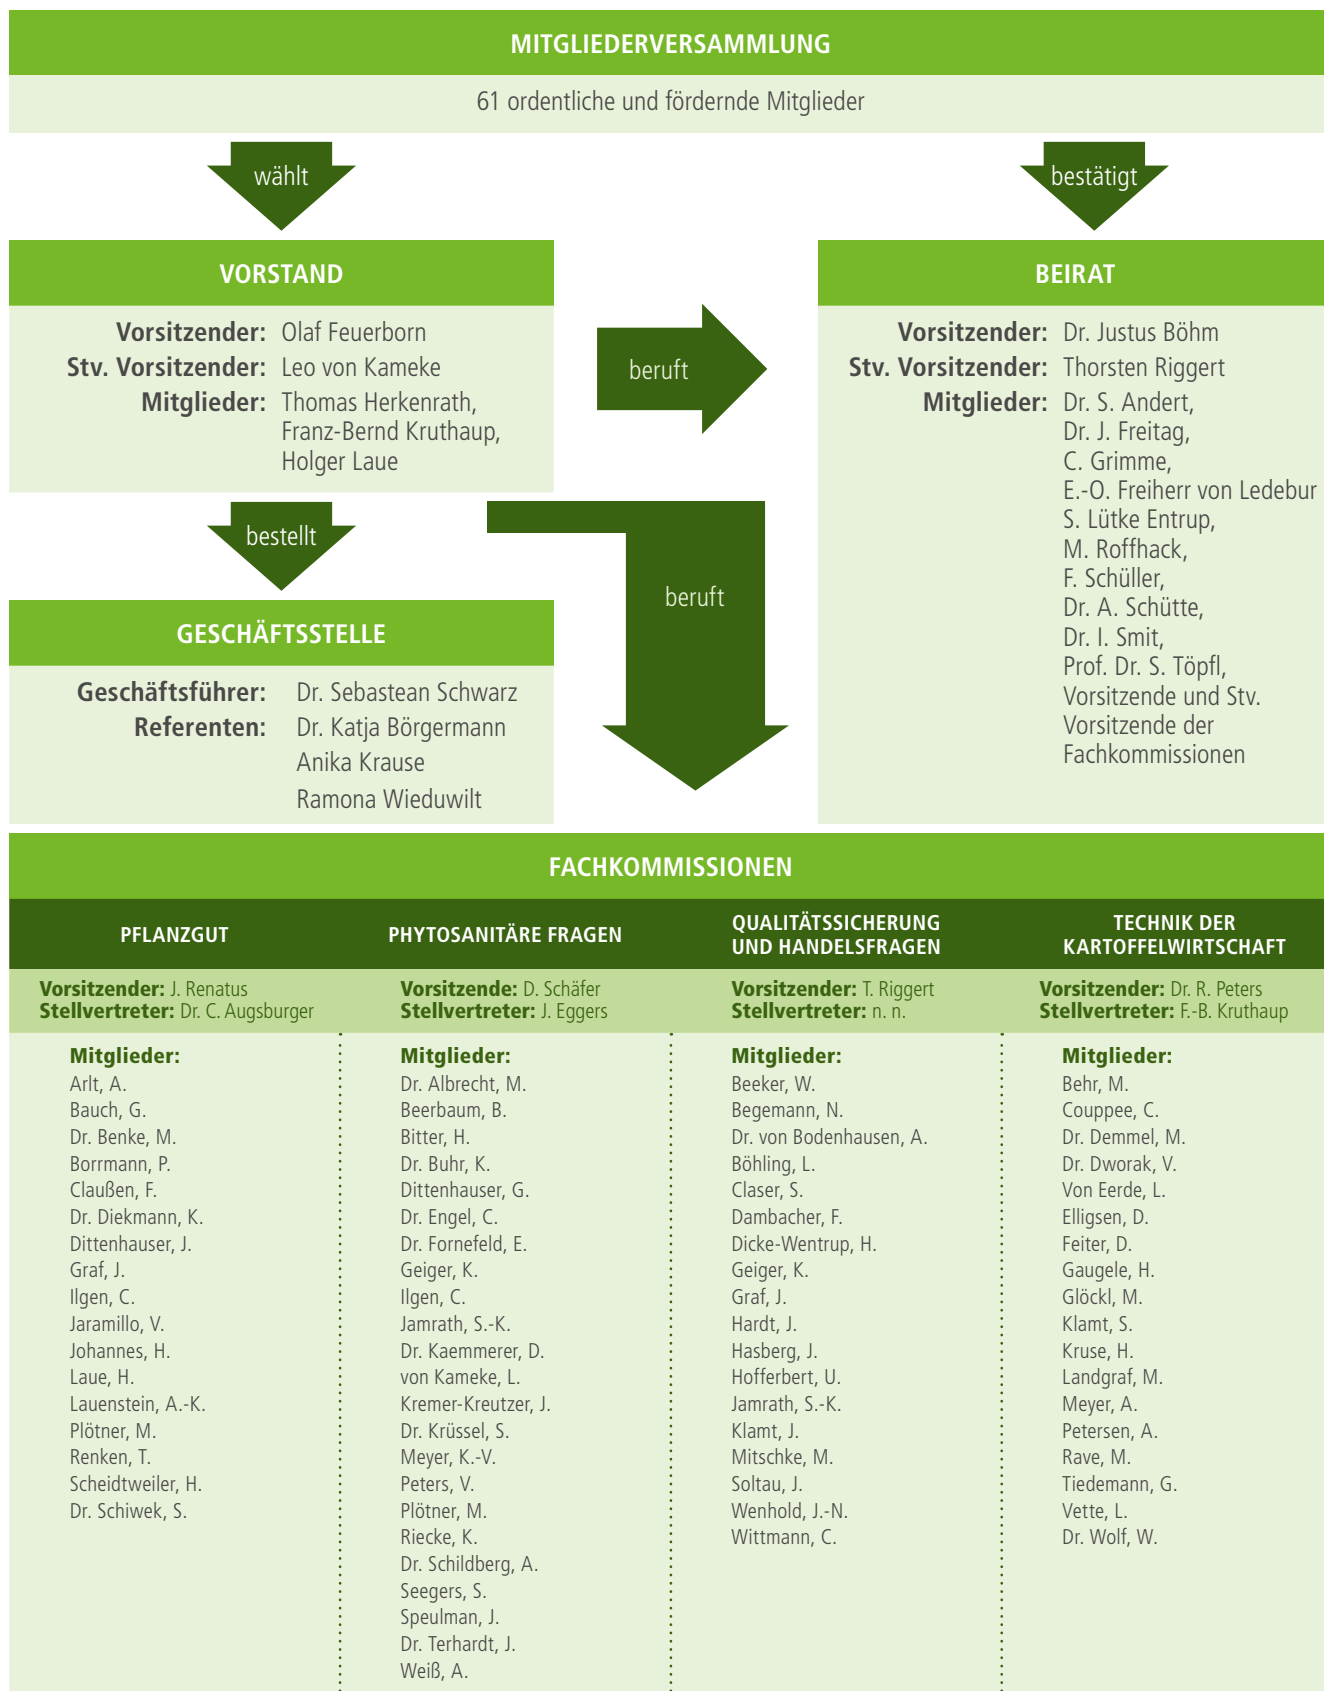 MITGLIEDERVERSAMMLUNG
61 ordentliche und fördernde Mitglieder
wählt
bestätigt
VORSTAND
Vorsitzender: Olaf Feuerborn
Stv. Vorsitzender: Leo von Kameke
Mitglieder: Thomas Herkenrath,
Franz-Bernd Kruthaup,
Holger Laue
beruft
BEIRAT
Vorsitzender: Dr. Justus Böhm
Stv. Vorsitzender: Thorsten Riggert
Mitglieder: Dr. S. Andert,
Dr. J. Freitag,
C. Grimme,
E.-O. Freiherr von Ledebur
S. Lütke Entrup,
M. Roffhack,
F. Schüller,
Dr. A. Schütte,
Dr. I. Smit,
Prof. Dr. S. Töpfl,
Vorsitzende und Stv.
Vorsitzende der
Fachkommissionen
bestellt
beruft
GESCHÄFTSSTELLE
Geschäftsführer: Dr. Sebastean Schwarz
Referenten: Dr. Katja Börgermann
Anika Krause
Ramona Wieduwilt
FACHKOMMISSIONEN
PFLANZGUT
Vorsitzender: J. Renatus
Stellvertreter: Dr. C. Augsburger
Mitglieder:
Arlt, A.
Bauch, G.
Dr. Benke, M.
Borrmann, P.
Claußen, F.
Dr. Diekmann, K.
Dittenhauser, J.
Graf, J.
Ilgen, C.
Jaramillo, V.
Johannes, H.
Laue, H.
Lauenstein, A.-K.
Plötner, M.
Renken, T.
Scheidtweiler, H.
Dr. Schiwek, S.
PHYTOSANITÄRE FRAGEN
Vorsitzende: D. Schäfer
Stellvertreter: J. Eggers
Mitglieder:
Dr. Albrecht, M.
Beerbaum, B.
Bitter, H.
Dr. Buhr, K.
Dittenhauser, G.
Dr. Engel, C.
Dr. Fornefeld, E.
Geiger, K.
Ilgen, C.
Jamrath, S.-K.
Dr. Kaemmerer, D.
von Kameke, L.
Kremer-Kreutzer, J.
Dr. Krüssel, S.
Meyer, K.-V.
Peters, V.
Plötner, M.
Riecke, K.
Dr. Schildberg, A.
Seegers, S.
Speulman, J.
Dr. Terhardt, J.
Weiß, A.
QUALITÄTSSICHERUNG
UND HANDELSFRAGEN
Vorsitzender: T. Riggert
Stellvertreter: n. n.
Mitglieder:
Beeker, W.
Begemann, N.
Dr. von Bodenhausen, A.
Böhling, L.
Claser, S.
Dambacher, F.
Dicke-Wentrup, H.
Geiger, K.
Graf, J.
Hardt, J.
Hasberg, J.
Hofferbert, U.
Jamrath, S.-K.
Klamt, J.
Mitschke, M.
Soltau, J.
Wenhold, J.-N.
Wittmann, C.
TECHNIK DER
KARTOFFELWIRTSCHAFT
Vorsitzender: Dr. R. Peters
Stellvertreter: F.-B. Kruthaup
Mitglieder:
Behr, M.
Couppee, C.
Dr. Demmel, M.
Dr. Dworak, V.
Von Eerde, L.
Elligsen, D.
Feiter, D.
Gaugele, H.
Glöckl, M.
Klamt, S.
Kruse, H.
Landgraf, M.
Meyer, A.
Petersen, A.
Rave, M.
Tiedemann, G.
Vette, L.
Dr. Wolf, W.